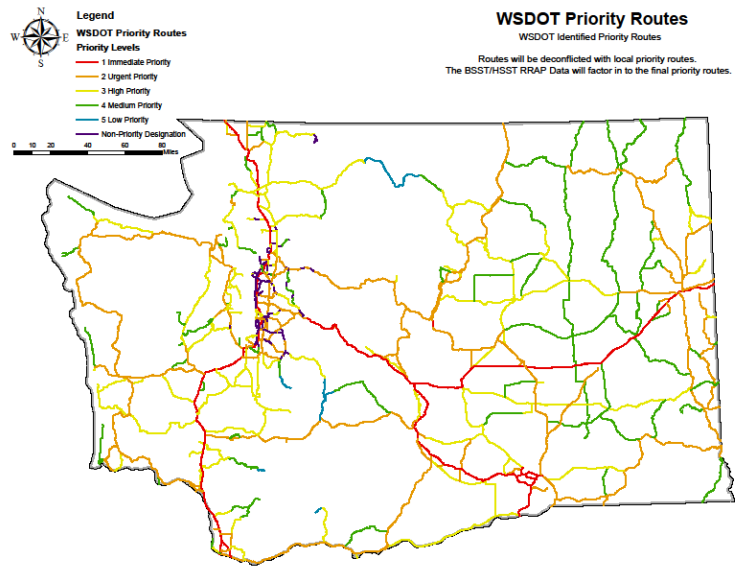 WSDOT Priority Routes
WSDOT Identified Priority Routes
Routes will be deconflicted with local priority routes.
The BSST/HSST RRAP Data will factor in to the final priority routes.
N
W
E
S
Legend
WSDOT Priority Routes
Priority Levels
1 Immediate Priority
2 Urgent Priority
3 High Priority
4 Medium Priority
5 Low Priority
Non-Priority Designation
0 10 20 40 60 80
Miles